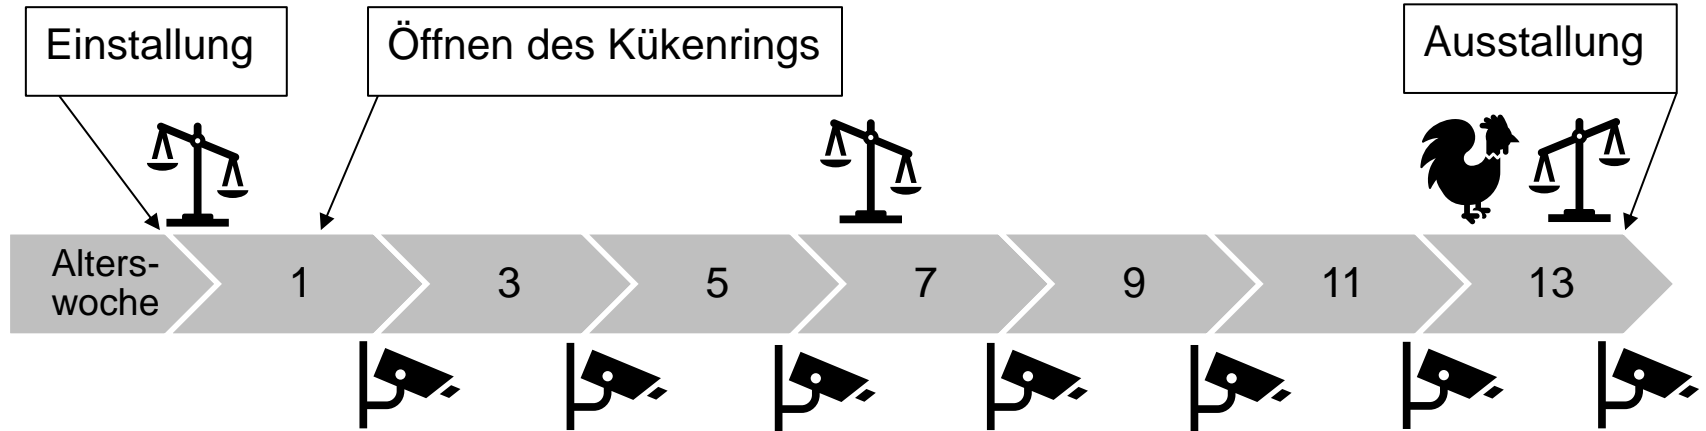 Einstallung
Öffnen des Kükenrings
Ausstallung
Alters-
woche
1
3
5
7
9
11
13